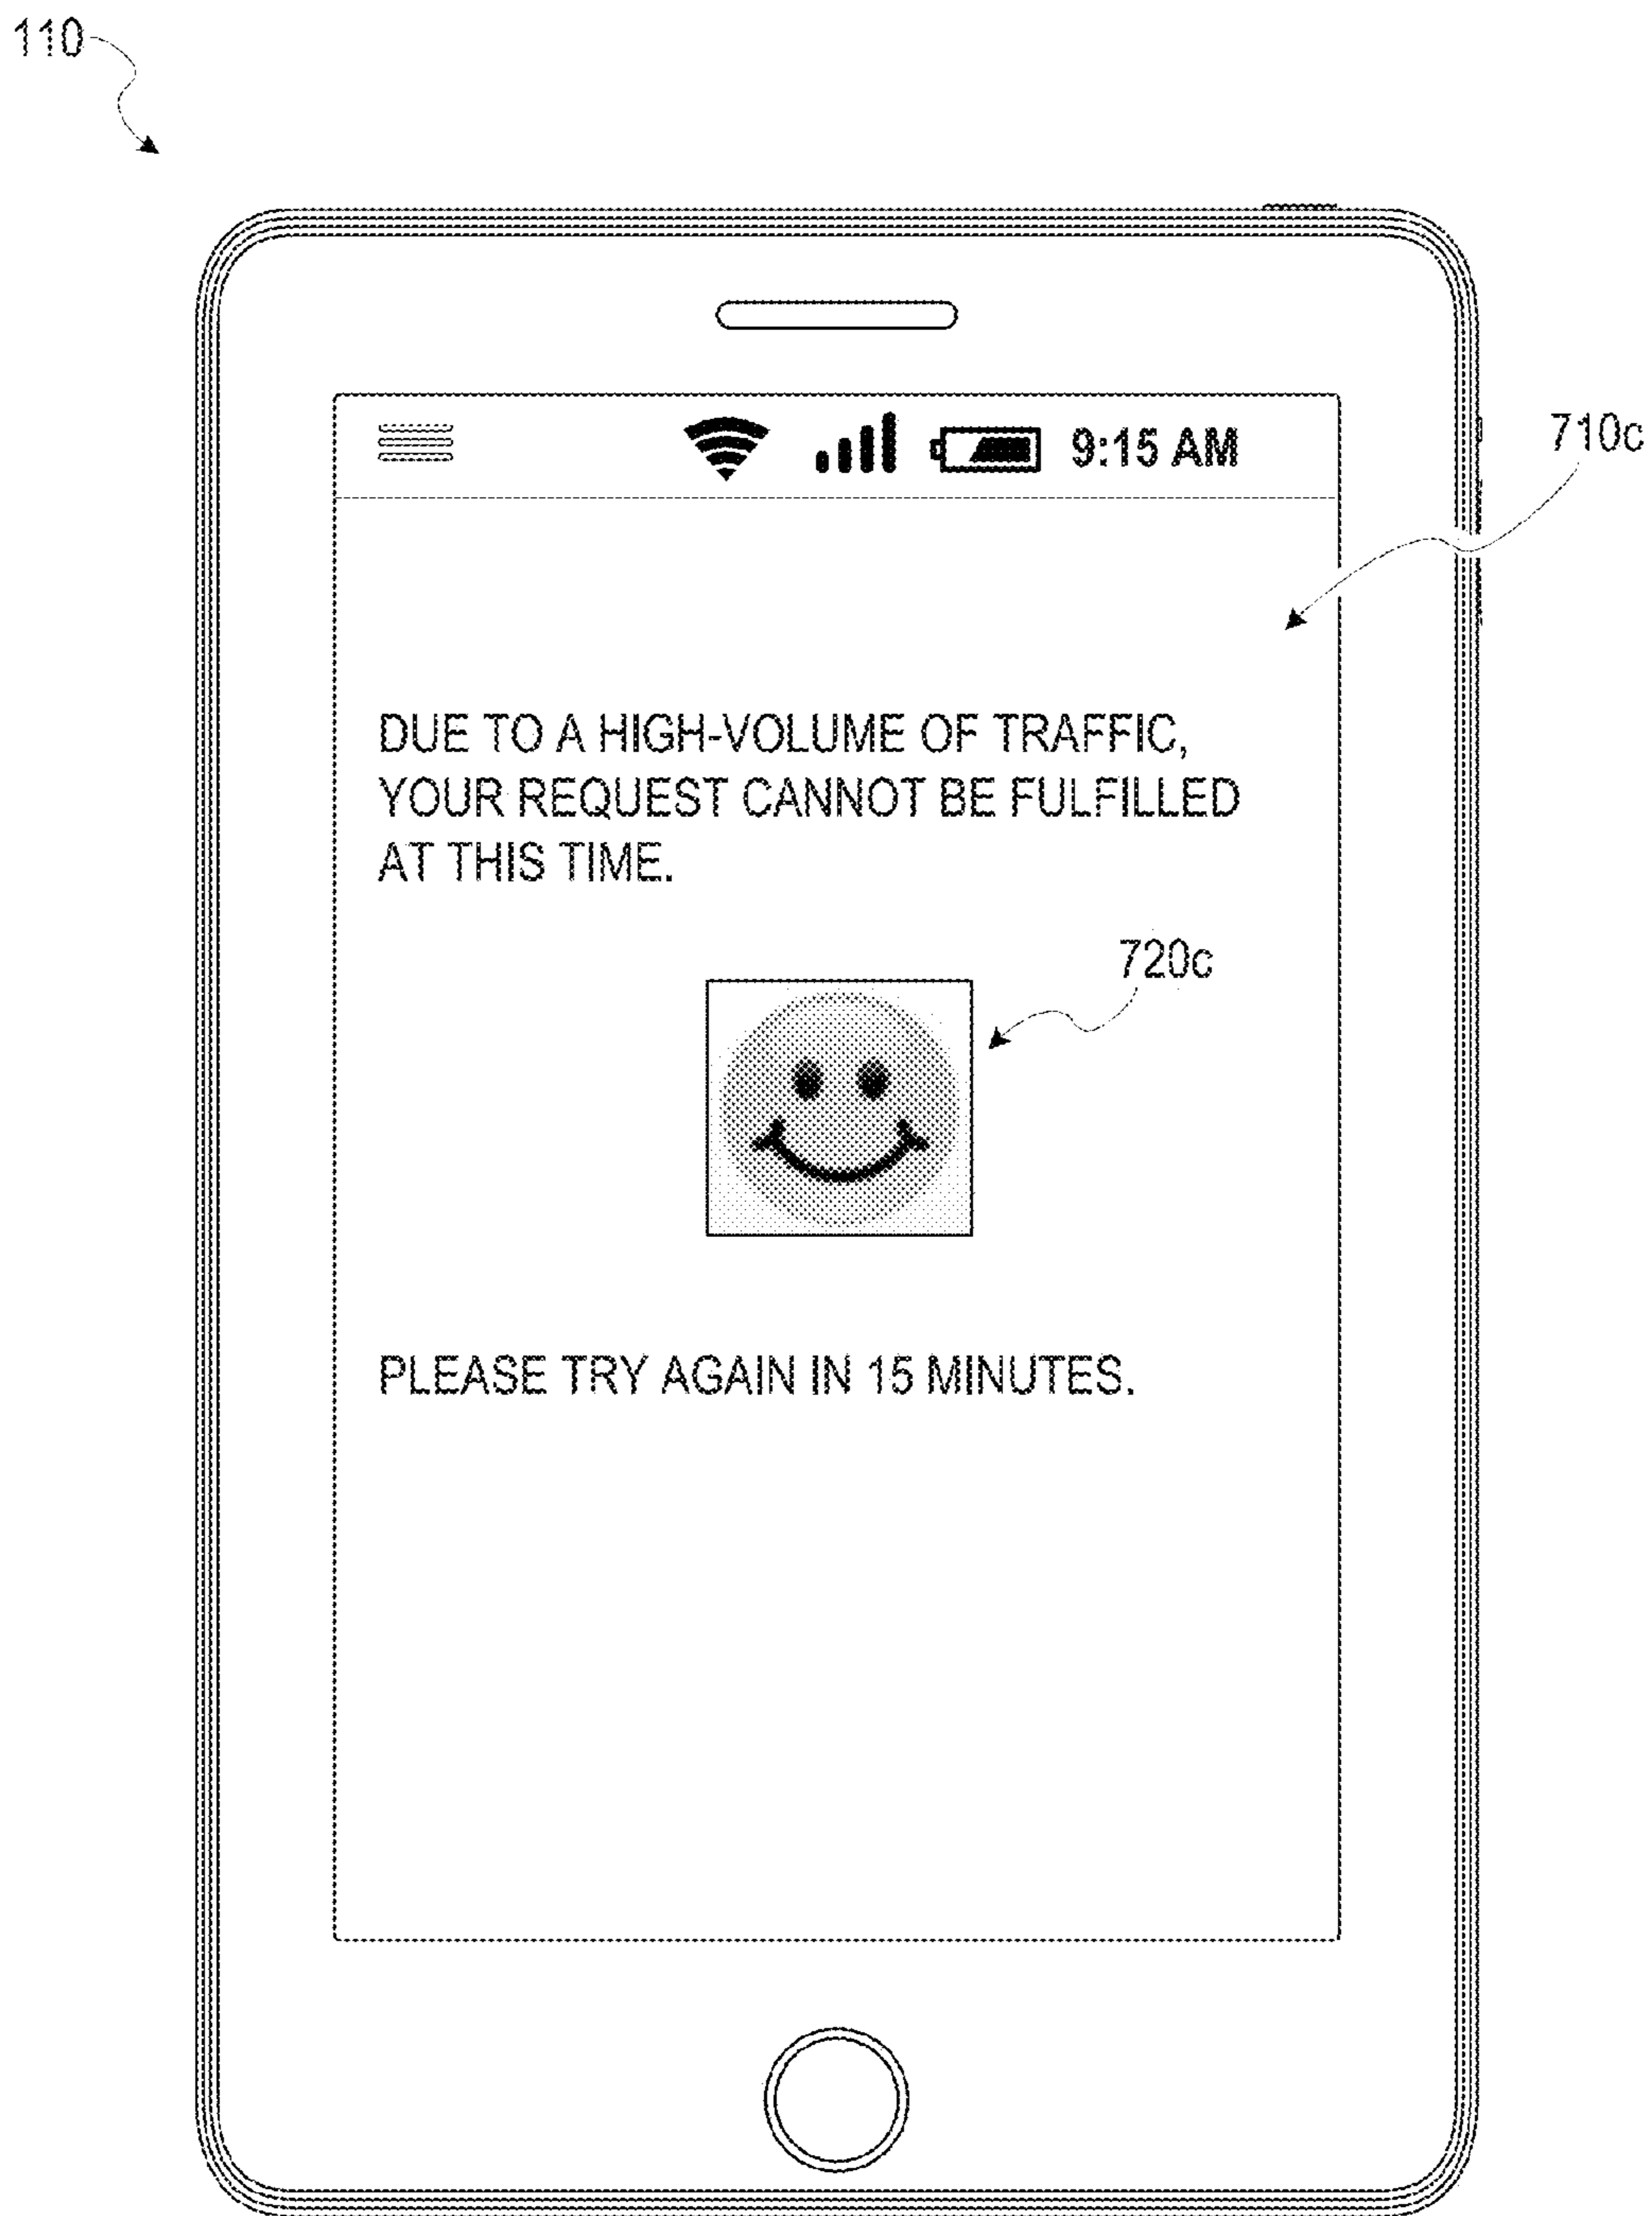 110
9:15 AM
710c
DUE TO A HIGH-VOLUME OF TRAFFIC,
YOUR REQUEST CANNOT BE FULFILLED
AT THIS TIME.
720c
PLEASE TRY AGAIN IN 15 MINUTES.